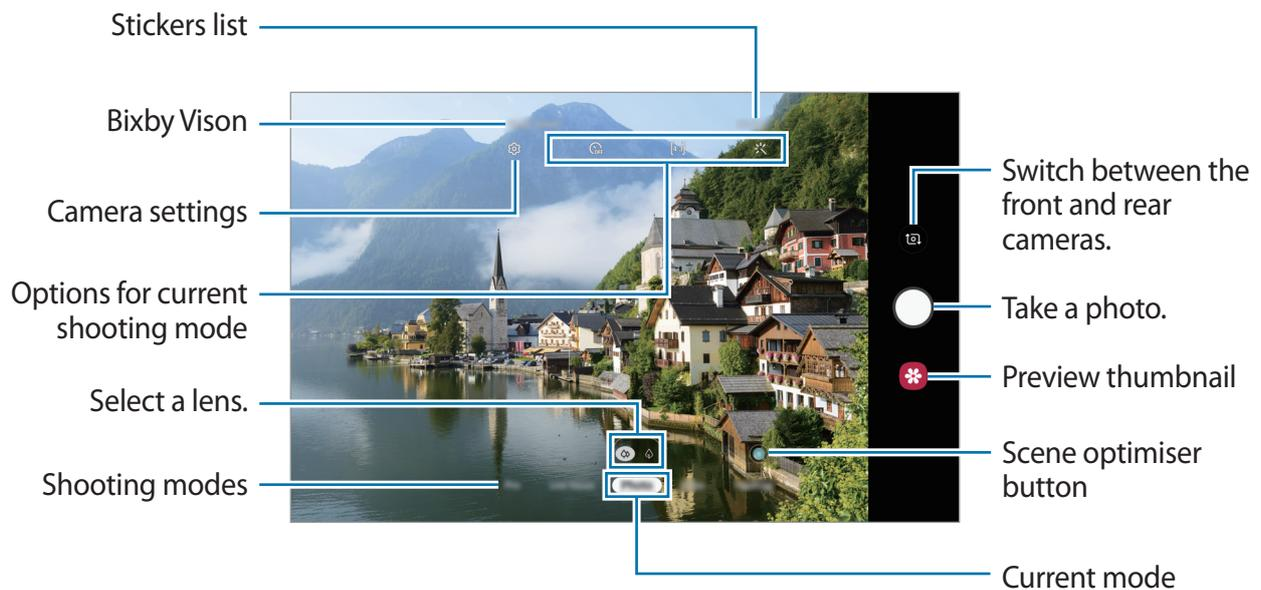 Stickers list
Bixby Vison
Camera settings
Options for current
shooting mode
Select a lens.
Shooting modes
Switch between the
front and rear
cameras.
Take a photo.
Preview thumbnail
Scene optimiser
button
Current mode